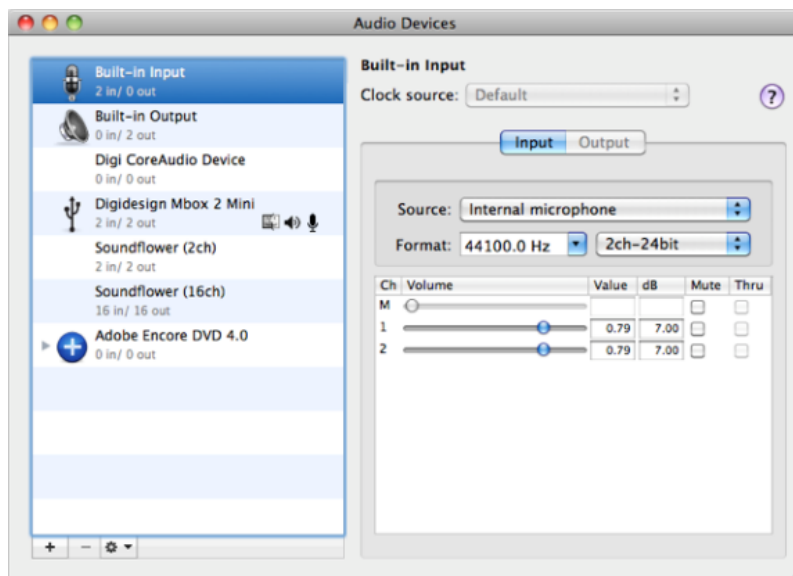 Audio Devices
Built-in Input
2 in/ 0 out
Built-in Output
0 in/ 2 out
Digi CoreAudio Device
0 in/ 0 out
Digidesign Mbox 2 Mini
2 in/ 2 out
Soundflower (2ch)
2 in/ 2 out
Soundflower (16ch)
16 in/ 16 out
Adobe Encore DVD 4.0
0 in/ 0 out
Built-in Input
Clock source: Default
?
Input Output
Source: Internal microphone
Format: 44100.0 Hz 2ch-24bit
Ch Volume Value dB Mute Thru
M
1 0.79 7.00
2 0.79 7.00